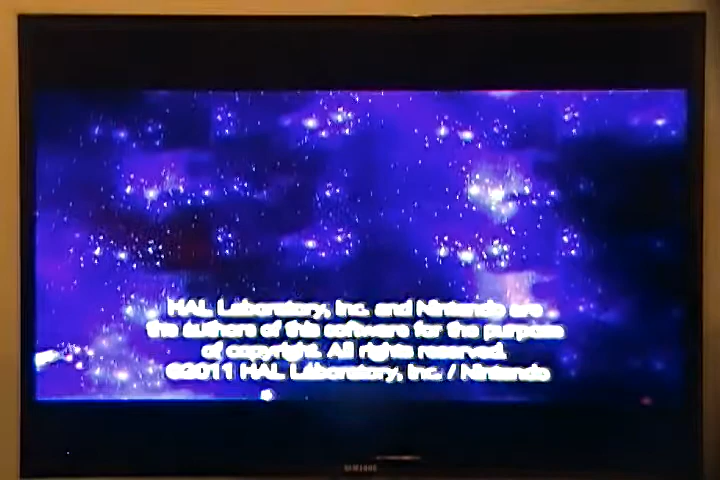 HAL Laboratory, Inc. and Nintendo are
the authors of this software for the purpose
of copyright. All rights reserved.
©2011 HAL Laboratory, Inc. / Nintendo
SAMSUNG